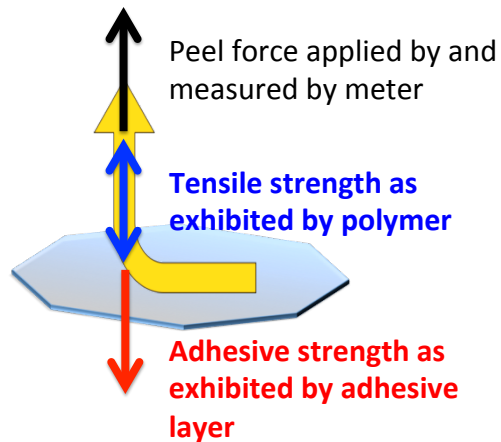 Peel force applied by and
measured by meter
Tensile strength as
exhibited by polymer
Adhesive strength as
exhibited by adhesive
layer